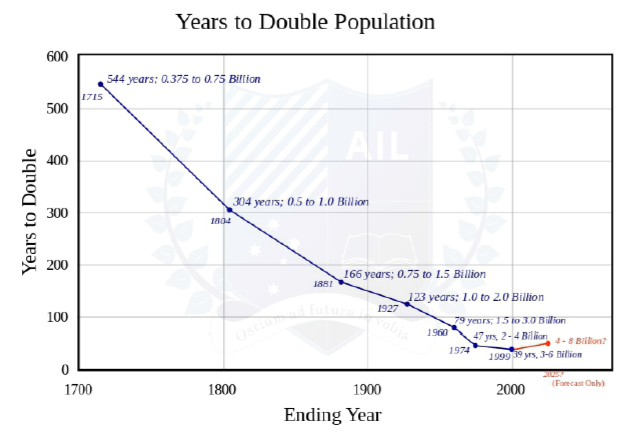 Years to Double Population
600
544 years; 0.375 to 0.75 Billion
1715
500
AIL
400
Years to Double
300
304 years; 0.5 to 1.0 Billion
1804
200
166 years; 0.75 to 1.5 Billion
1881
123 years; 1.0 to 2.0 Billion
1927
100
79 years; 1.5 to 3.0 Billion
1960
47 yrs, 2 - 4 Billion
1974
4 - 8 Billion?
1999
39 yrs, 3-6 Billion
0
2025?
(Forecast Only)
1700 1800 1900 2000
Ending Year
Ostium ad futura vobis